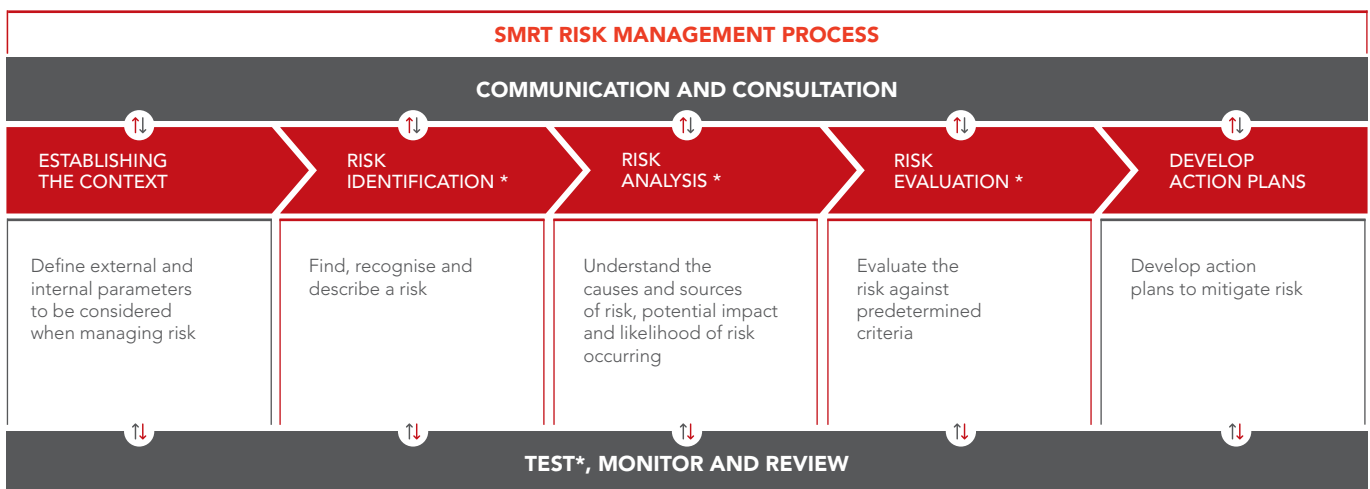 SMRT RISK MANAGEMENT PROCESS
COMMUNICATION AND CONSULTATION
ESTABLISHING
THE CONTEXT
RISK
IDENTIFICATION *
RISK
ANALYSIS *
RISK
EVALUATION *
DEVELOP
ACTION PLANS
Define external and
internal parameters
to be considered
when managing risk
Find, recognise and
describe a risk
Understand the
causes and sources
of risk, potential impact
and likelihood of risk
occurring
Evaluate the
risk against
predetermined
criteria
Develop action
plans to mitigate risk
TEST*, MONITOR AND REVIEW